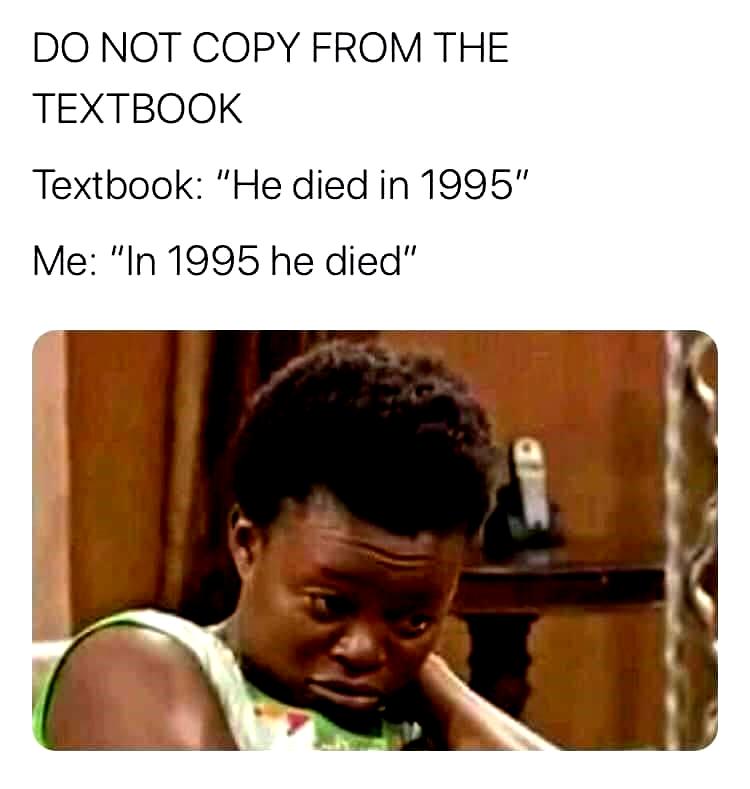 DO NOT COPY FROM THE
TEXTBOOK
Textbook: "He died in 1995"
Me: "In 1995 he died"